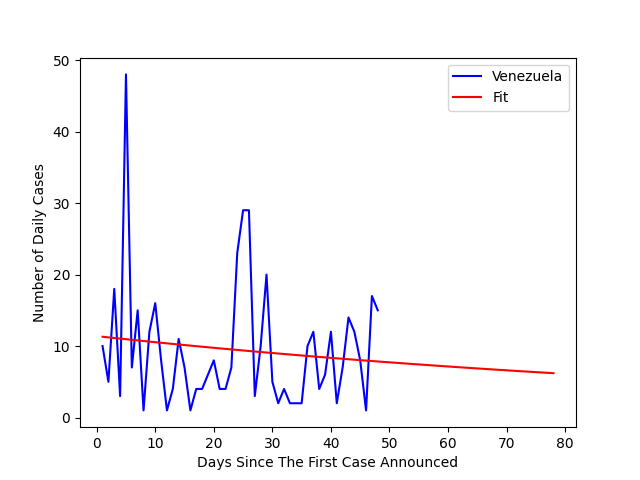 Venezuela
Fit
Number of Daily Cases
50
40
30
20
10
0
0 10 20 30 40 50 60 70 80
Days Since The First Case Announced